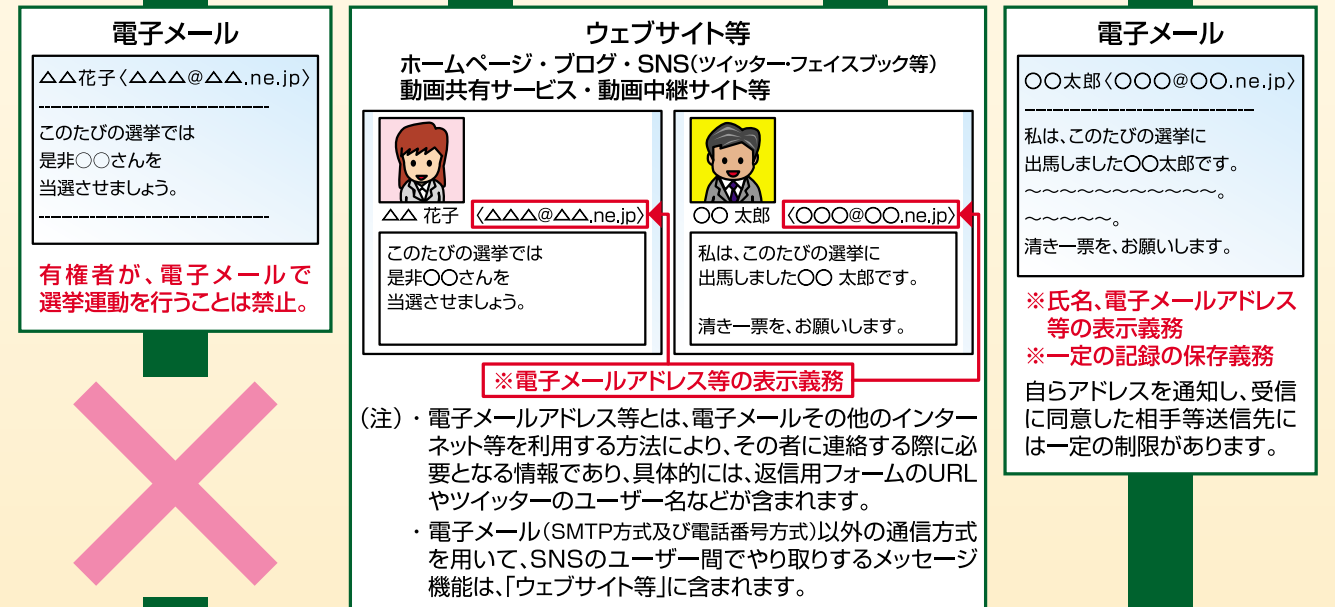 電子メール
△△花子〈△△△@△△.ne.jp〉
このたびの選挙では
是非○○さんを
当選させましょう。
有権者が、電子メールで
選挙運動を行うことは禁止。
ウェブサイト等
ホームページ・ブログ・SNS(ツイッター・フェイスブック等)
動画共有サービス・動画中継サイト等
△△ 花子 〈△△△@△△.ne.jp〉
このたびの選挙では
是非○○さんを
当選させましょう。
○○ 太郎 〈○○○@○○.ne.jp〉
私は、このたびの選挙に
出馬しました○○ 太郎です。
清き一票を、お願いします。
※電子メールアドレス等の表示義務
(注)・電子メールアドレス等とは、電子メールその他のインター
ネット等を利用する方法により、その者に連絡する際に必
要となる情報であり、具体的には、返信用フォームのURL
やツイッターのユーザー名などが含まれます。
・電子メール(SMTP方式及び電話番号方式)以外の通信方式
を用いて、SNSのユーザー間でやり取りするメッセージ
機能は、「ウェブサイト等」に含まれます。
電子メール
○○太郎〈○○○@○○.ne.jp〉
私は、このたびの選挙に
出馬しました○○太郎です。
〜〜〜〜〜〜〜〜〜〜〜。
〜〜〜〜〜。
清き一票を、お願いします。
※氏名、電子メールアドレス
等の表示義務
※一定の記録の保存義務
自らアドレスを通知し、受信
に同意した相手等送信先に
は一定の制限があります。